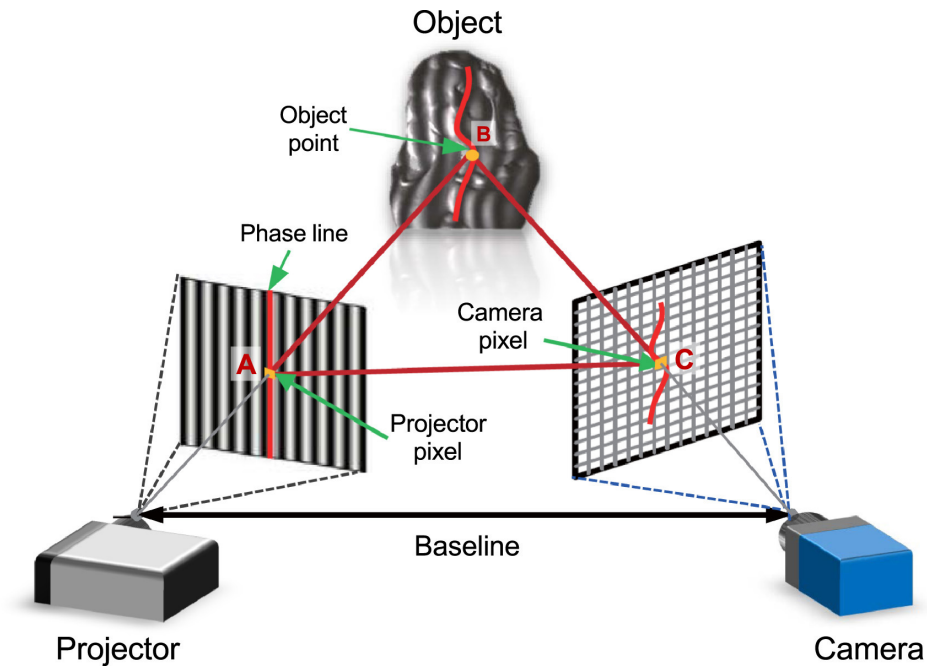 Object
Object
point
B
Phase line
Camera
pixel
A
C
Projector
pixel
Baseline
Projector
Camera